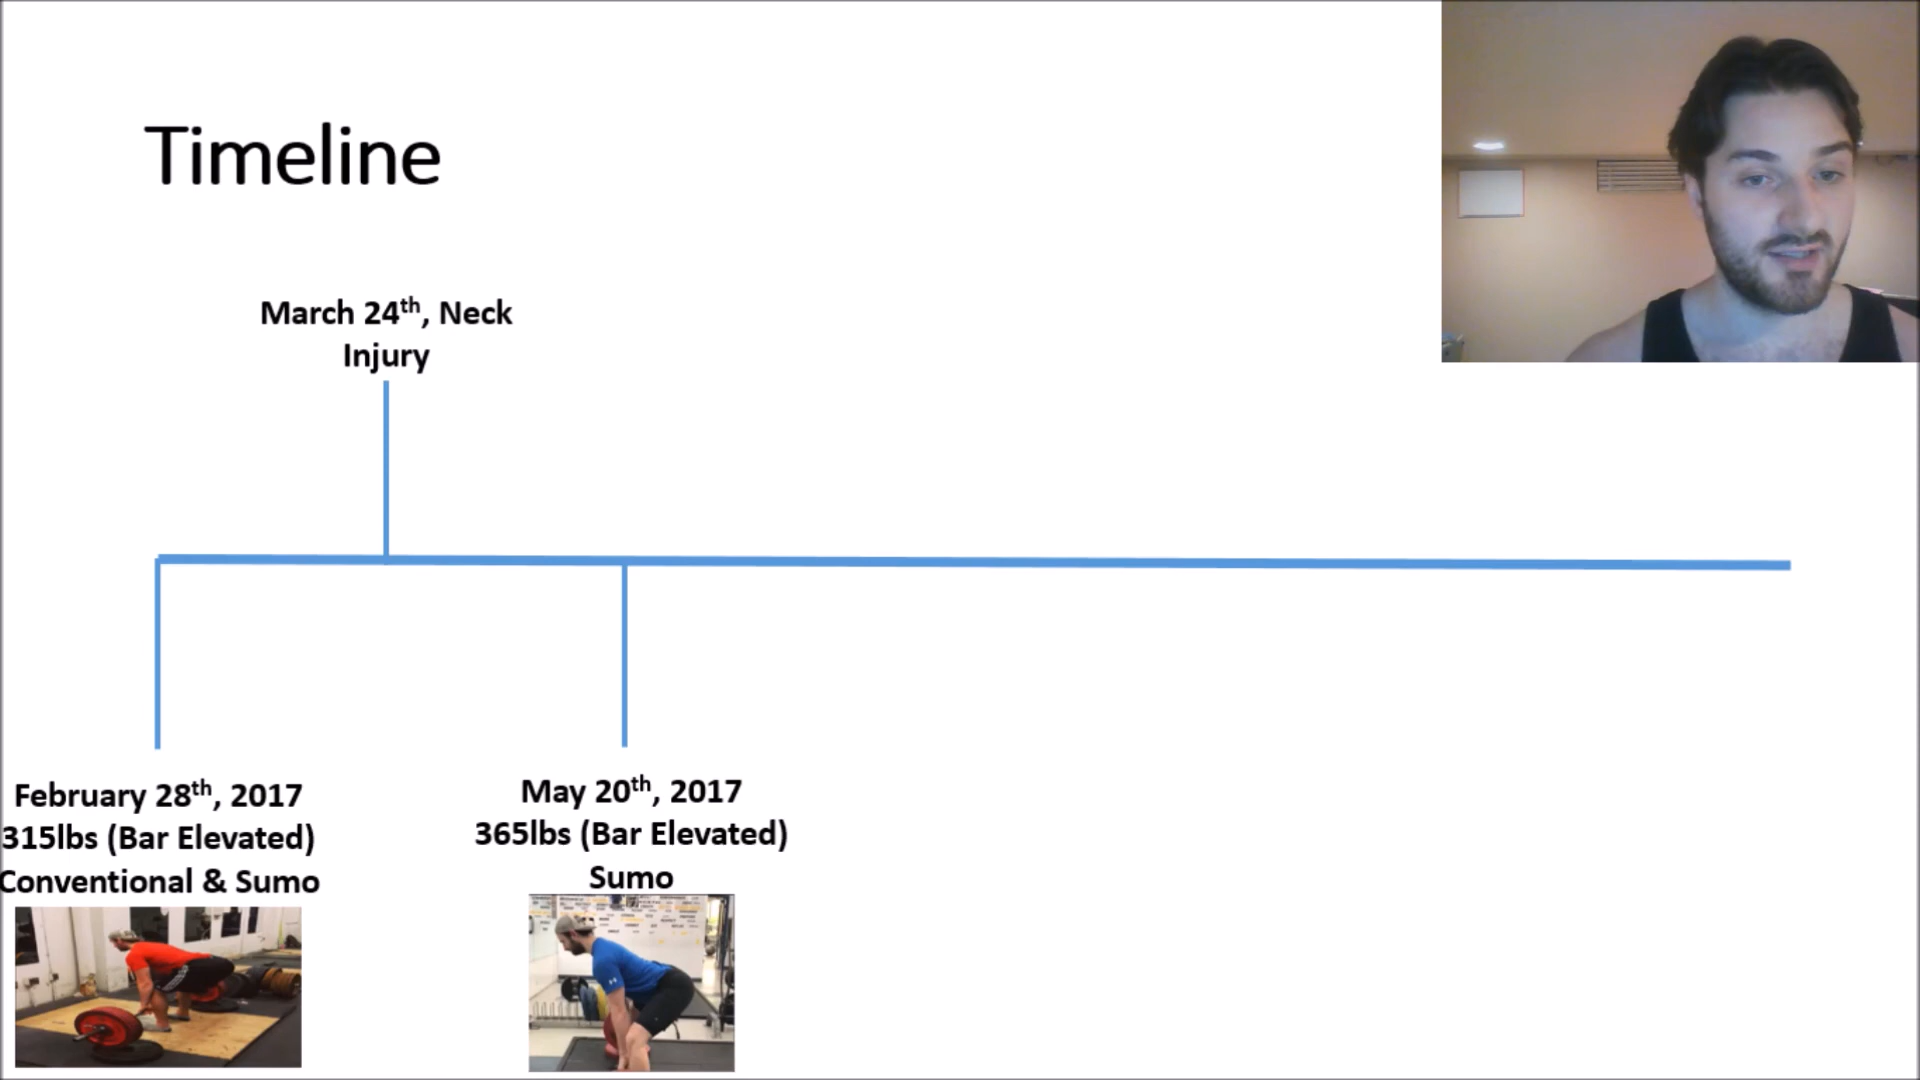 Timeline
March 24th, Neck
Injury
February 28th, 2017
315lbs (Bar Elevated)
Conventional & Sumo
May 20th, 2017
365lbs (Bar Elevated)
Sumo